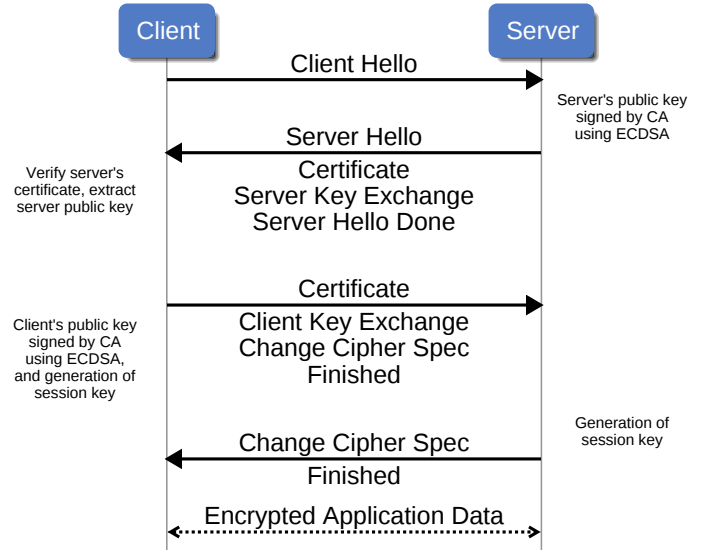 Client
Server
Client Hello
Server's public key
signed by CA
using ECDSA
Server Hello
Certificate
Server Key Exchange
Server Hello Done
Verify server's
certificate, extract
server public key
Certificate
Client Key Exchange
Change Cipher Spec
Finished
Client's public key
signed by CA
using ECDSA,
and generation of
session key
Generation of
session key
Change Cipher Spec
Finished
Encrypted Application Data